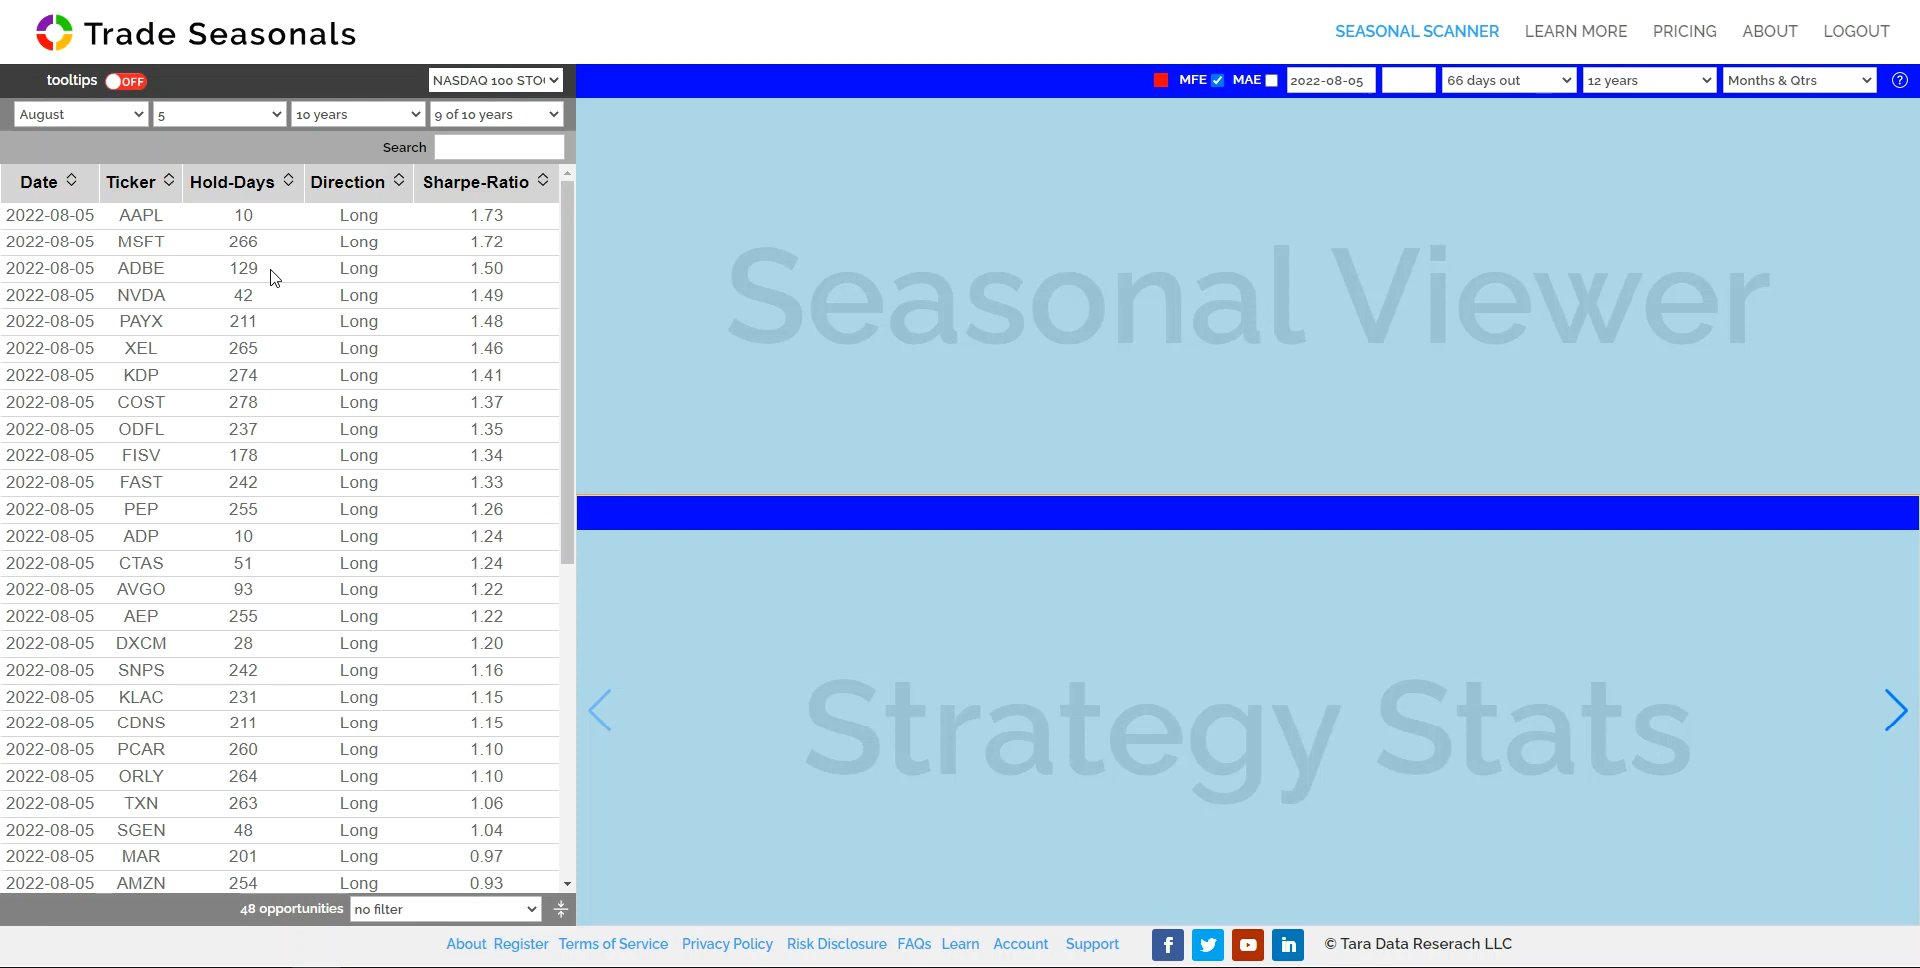 Trade Seasonals
SEASONAL SCANNER LEARN MORE PRICING ABOUT LOGOUT
tooltips OFF NASDAQ 100 STO
MFE MAE 2022-08-05 66 days out 12 years Months & Qtrs ?
August 5 10 years 9 of 10 years
Search
Date Ticker Hold-Days Direction Sharpe-Ratio
2022-08-05 AAPL 10 Long 1.73
2022-08-05 MSFT 266 Long 1.72
2022-08-05 ADBE 129 Long 1.50
2022-08-05 NVDA 42 Long 1.49
2022-08-05 PAYX 211 Long 1.48
2022-08-05 XEL 265 Long 1.46
2022-08-05 KDP 274 Long 1.41
2022-08-05 COST 278 Long 1.37
2022-08-05 ODFL 237 Long 1.35
2022-08-05 FISV 178 Long 1.34
2022-08-05 FAST 242 Long 1.33
2022-08-05 PEP 255 Long 1.26
2022-08-05 ADP 10 Long 1.24
2022-08-05 CTAS 51 Long 1.24
2022-08-05 AVGO 93 Long 1.22
2022-08-05 AEP 255 Long 1.22
2022-08-05 DXCM 28 Long 1.20
2022-08-05 SNPS 242 Long 1.16
2022-08-05 KLAC 231 Long 1.15
2022-08-05 CDNS 211 Long 1.15
2022-08-05 PCAR 260 Long 1.10
2022-08-05 ORLY 264 Long 1.10
2022-08-05 TXN 263 Long 1.06
2022-08-05 SGEN 48 Long 1.04
2022-08-05 MAR 201 Long 0.97
2022-08-05 AMZN 254 Long 0.93
48 opportunities no filter
Seasonal Viewer
Strategy Stats
About Register Terms of Service Privacy Policy Risk Disclosure FAQs Learn Account Support © Tara Data Reserach LLC